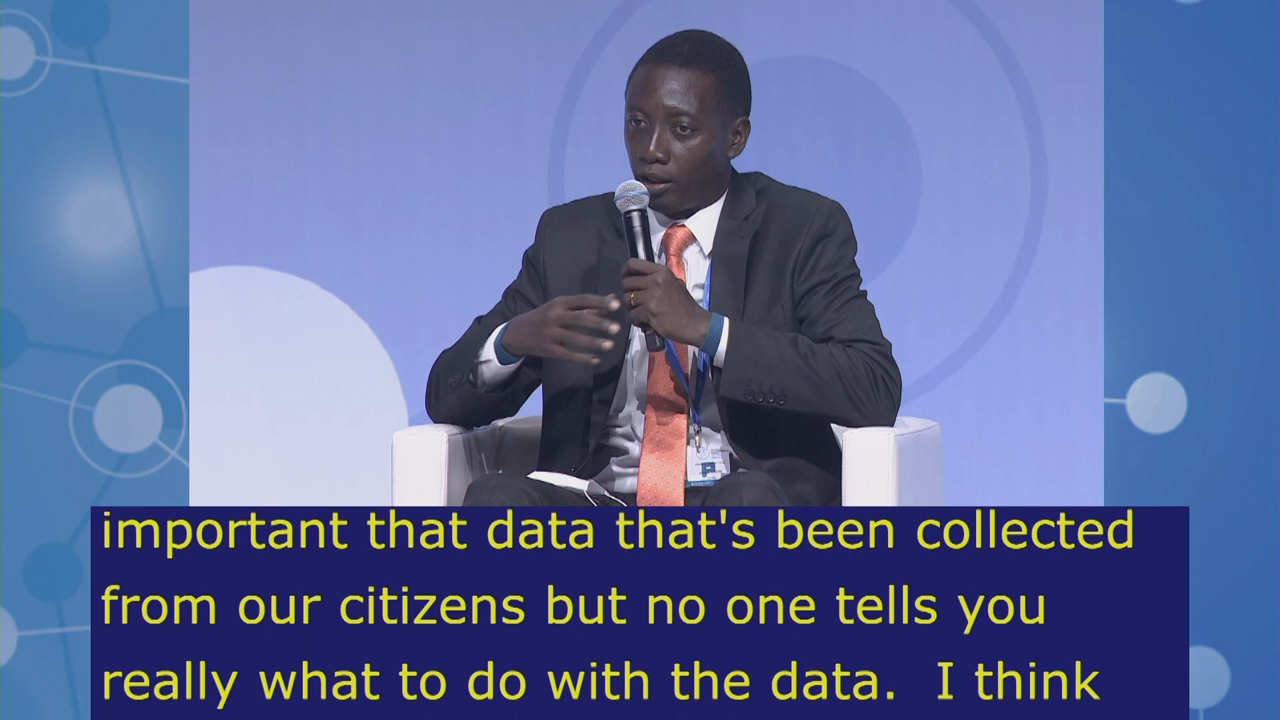 important that data that's been collected
from our citizens but no one tells you
really what to do with the data.  I think